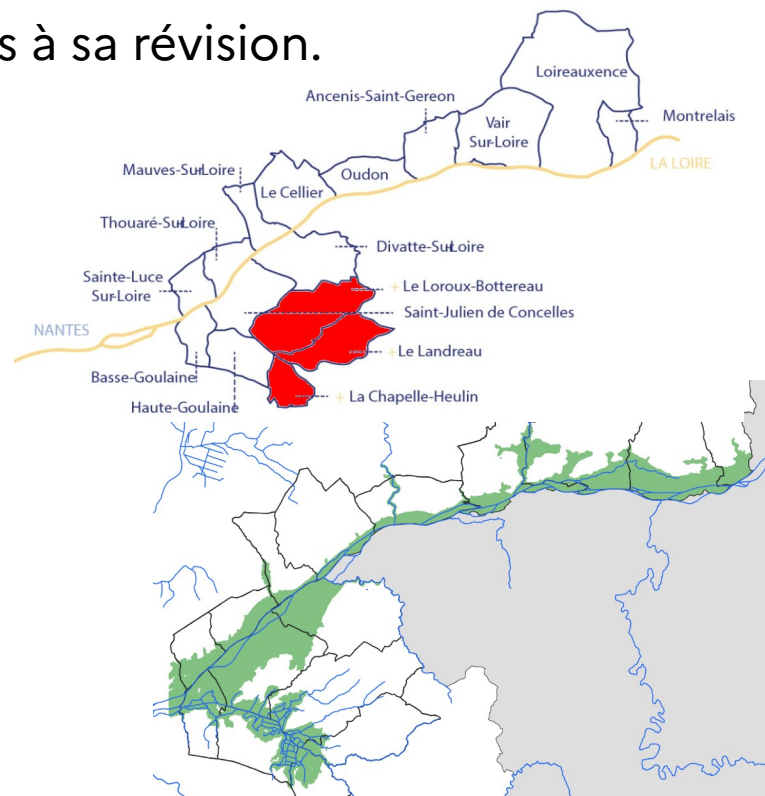 s à sa révision.
Loireauxence
Ancenis-Saint-Gereon
Montrelais
Vair
Sur-Loire
LA LOIRE
Mauves-Sur-Loire
Oudon
Le Cellier
Thouaré-Sur-Loire
Divatte-Sur-Loire
Sainte-Luce
Sur-Loire
+ Le Loroux-Bottereau
Saint-Julien de Concelles
NANTES
+ Le Landreau
Basse-Goulaine
+ La Chapelle-Heulin
Haute-Goulaine